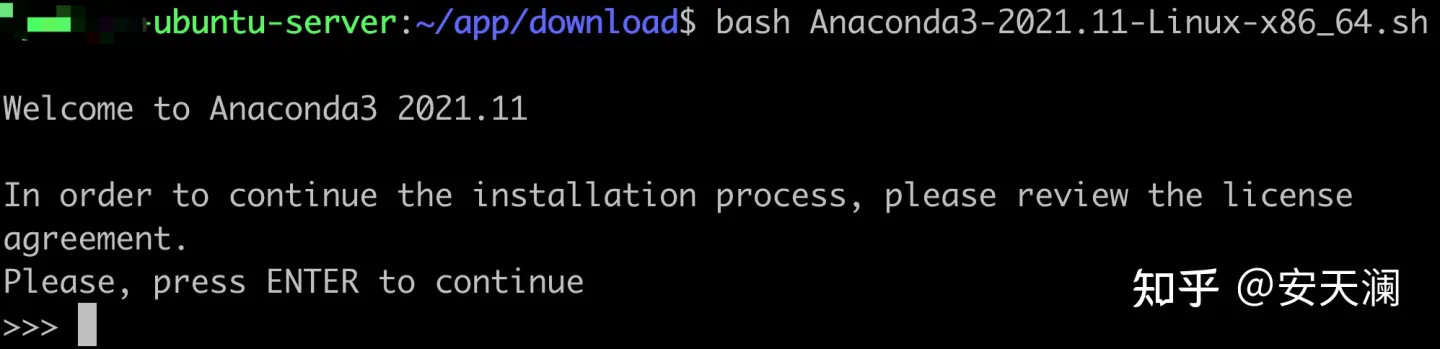 -ubuntu-server:~/app/download$ bash Anaconda3-2021.11-Linux-x86_64.sh
Welcome to Anaconda3 2021.11
In order to continue the installation process, please review the license
agreement.
Please, press ENTER to continue
>>>
知乎 @安天澜